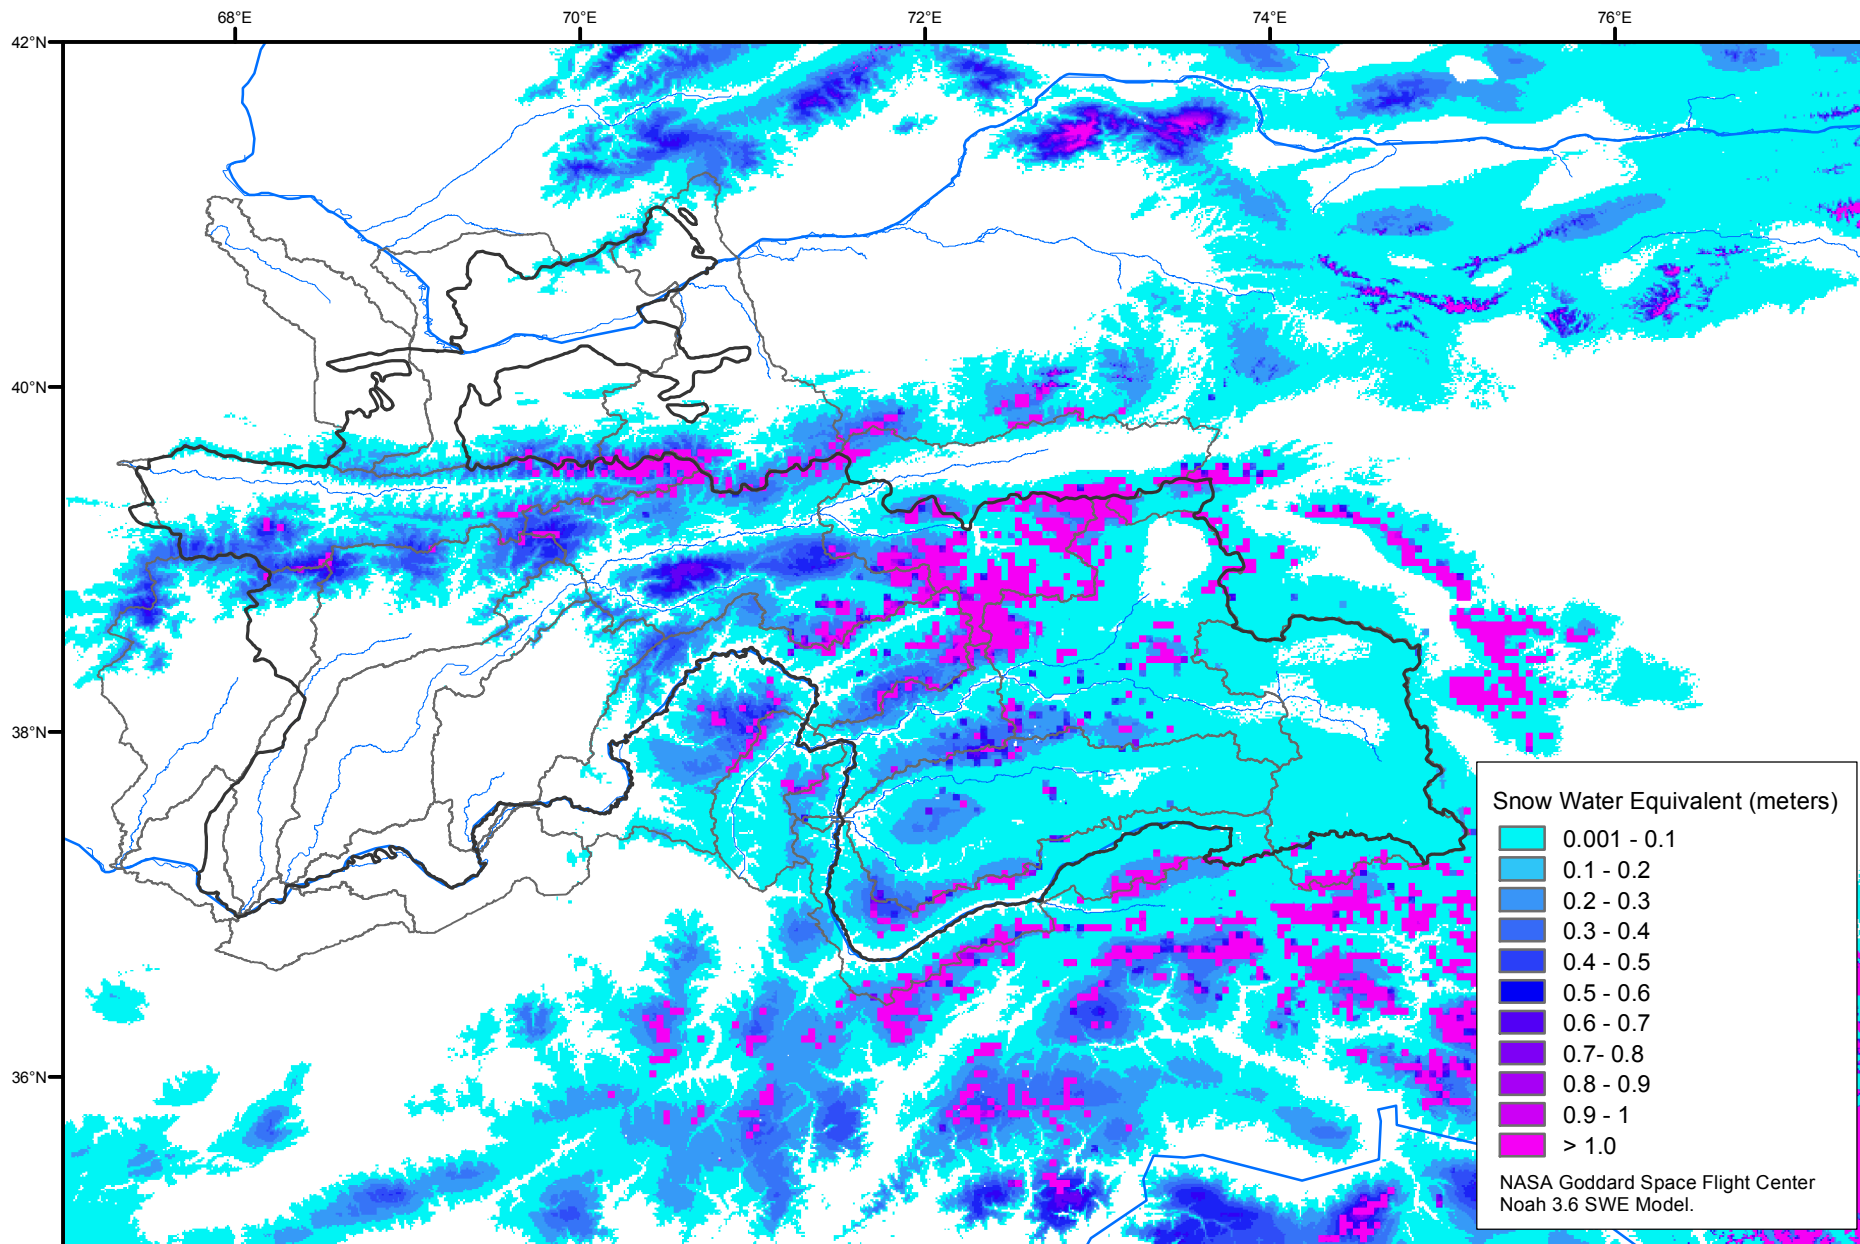 68°E 70°E 72°E 74°E 76°E
42°N
40°N
38°N
36°N
Snow Water Equivalent (meters)
0.001 - 0.1
0.1 - 0.2
0.2 - 0.3
0.3 - 0.4
0.4 - 0.5
0.5 - 0.6
0.6 - 0.7
0.7- 0.8
0.8 - 0.9
0.9 - 1
> 1.0
NASA Goddard Space Flight Center
Noah 3.6 SWE Model.